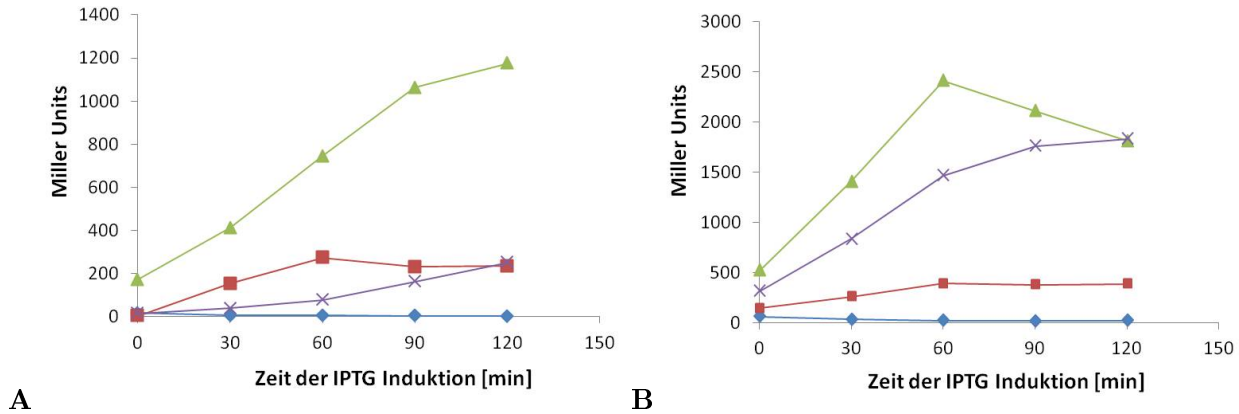 1400
1200
1000
800
600
400
200
0
Miller Units
0 30 60 90 120 150
Zeit der IPTG Induktion [min]
A
3000
2500
2000
1500
1000
500
0
Miller Units
0 30 60 90 120 150
Zeit der IPTG Induktion [min]
B